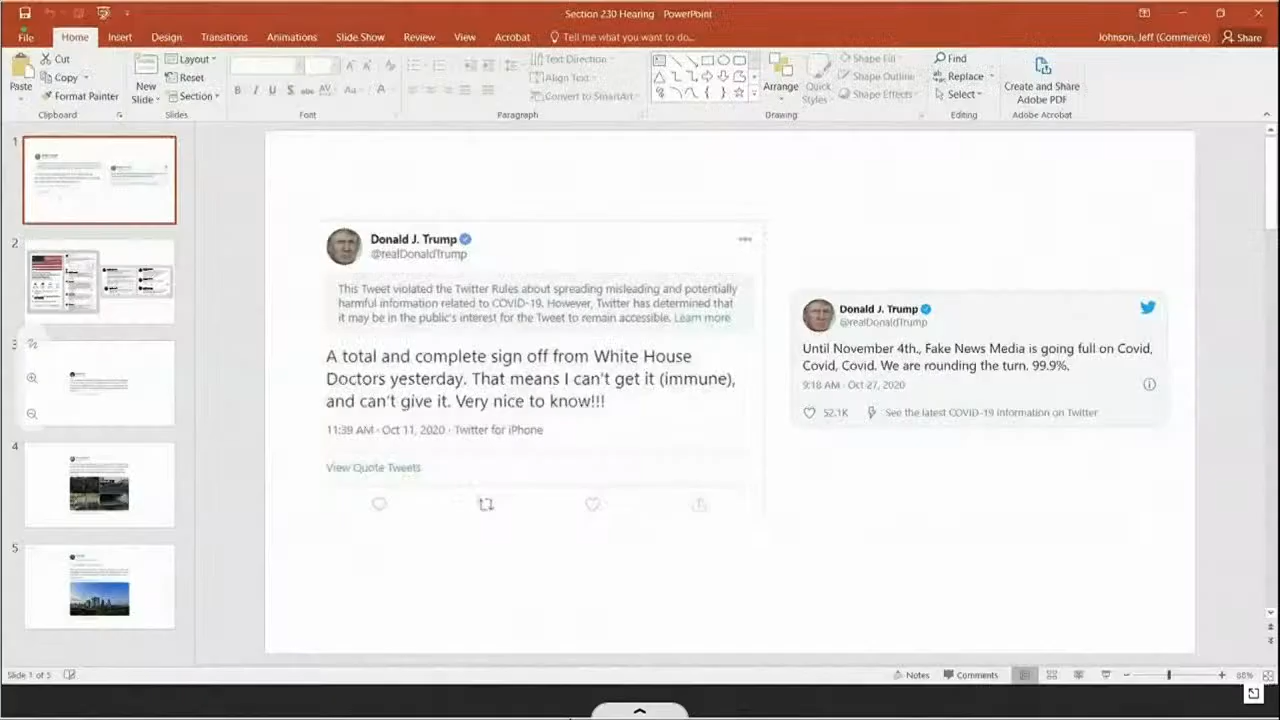 Section 230 Hearing - PowerPoint
File Home Insert Design Transitions Animations Slide Show Review View Acrobat Tell me what you want to do... Johnson, Jeff (Commerce) Share
Paste
Cut
Copy
Format Painter
Clipboard
New
Slide
Layout
Reset
Section
Slides
B I U S abc AV Aa A
Font
Text Direction
Align Text
Convert to SmartArt
Paragraph
Arrange
Quick
Styles
Shape Fill
Shape Outline
Shape Effects
Drawing
Find
Replace
Select
Editing
Create and Share
Adobe PDF
Adobe Acrobat
1
2
3
4
5
Donald J. Trump
@realDonaldTrump
This Tweet violated the Twitter Rules about spreading misleading and potentially
harmful information related to COVID-19. However, Twitter has determined that
it may be in the public's interest for the Tweet to remain accessible. Learn more
A total and complete sign off from White House
Doctors yesterday. That means I can't get it (immune),
and can't give it. Very nice to know!!!
11:39 AM · Oct 11, 2020 · Twitter for iPhone
View Quote Tweets
Donald J. Trump
@realDonaldTrump
Until November 4th., Fake News Media is going full on Covid,
Covid, Covid. We are rounding the turn. 99.9%.
9:18 AM · Oct 27, 2020
52.1K See the latest COVID-19 information on Twitter
Slide 1 of 5
Notes Comments 88%